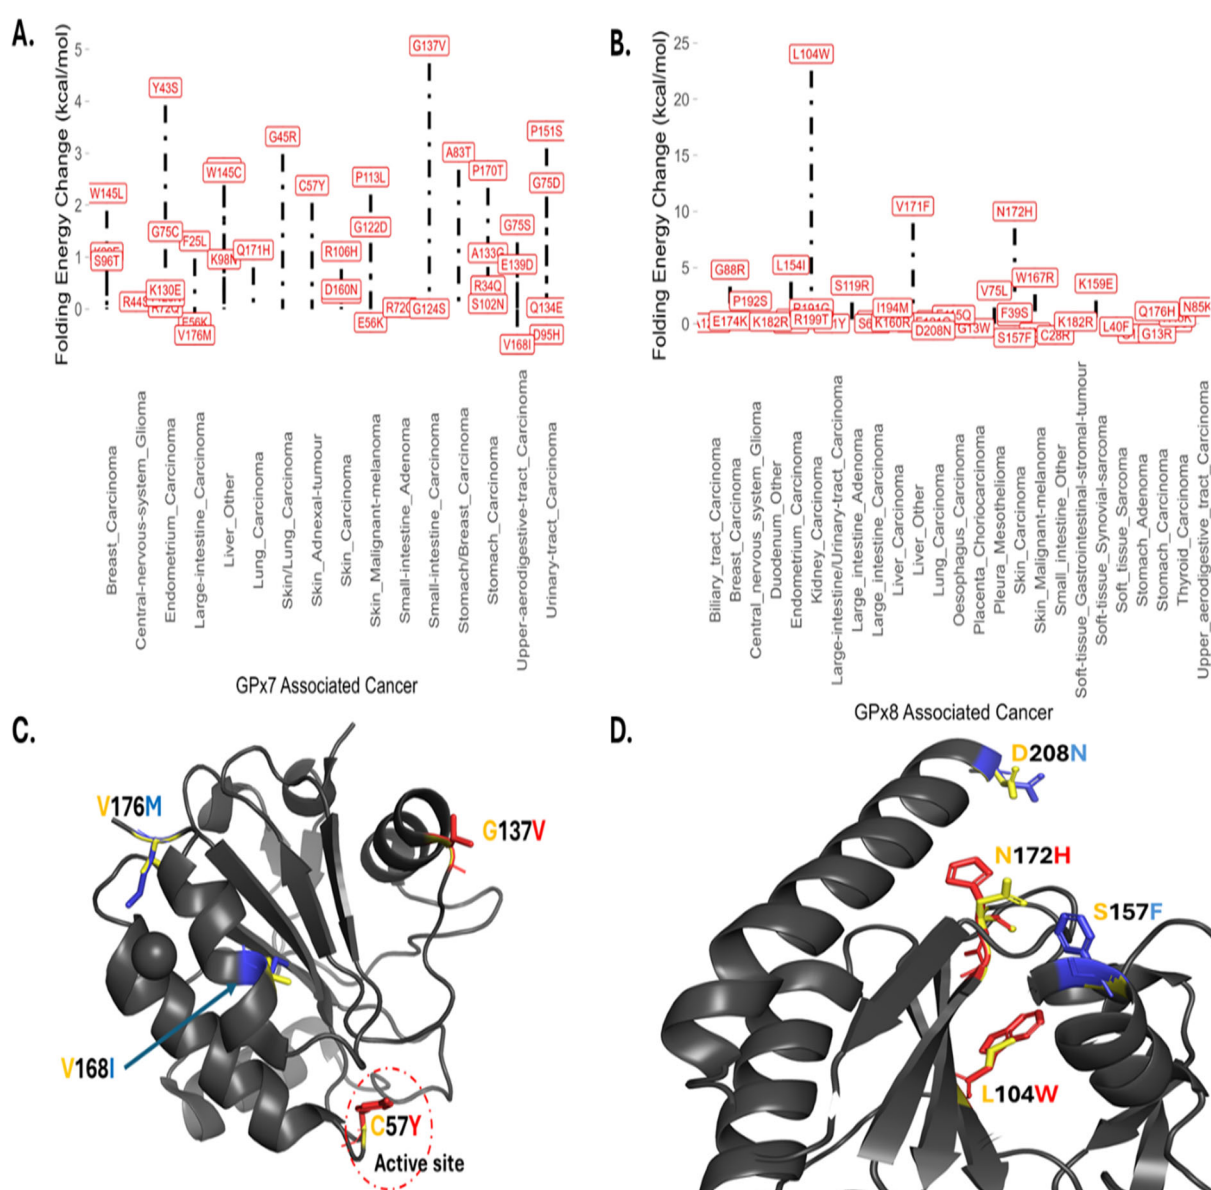 A.
Folding Energy Change (kcal/mol)
5
4
3
2
1
0
G137V
Y43S
G45R
P151S
A83T
W145C
P170T
P113L
G75D
C57Y
W145L
G75S
G122D
G75C
F25L
Q171H
R106H
A133G
S96T
K98N
E139D
R34Q
K130E
D160N
R44S
R72Q
S102N
G124S
Q134E
E56K
E56K
V176M
V168I
D95H
Breast_Carcinoma
Central-nervous-system_Glioma
Endometrium_Carcinoma
Large-intestine_Carcinoma
Liver_Other
Lung_Carcinoma
Skin/Lung_Carcinoma
Skin_Adnexal-tumour
Skin_Carcinoma
Skin_Malignant-melanoma
Small-intestine_Adenoma
Small-intestine_Carcinoma
Stomach/Breast_Carcinoma
Stomach_Carcinoma
Upper-aerodigestive-tract_Carcinoma
Urinary-tract_Carcinoma
GPx7 Associated Cancer
B.
Folding Energy Change (kcal/mol)
25
20
15
10
5
0
L104W
V171F
N172H
L154I
G88R
W167R
S119R
K159E
V75L
P192S
I194M
F39S
Q176H
N85K
E174K
K182R
R199T
K160R
D208N
G13W
S157F
C28R
K182R
L40F
G13R
Biliary_tract_Carcinoma
Breast_Carcinoma
Central_nervous_system_Glioma
Duodenum_Other
Endometrium_Carcinoma
Kidney_Carcinoma
Large-intestine/Urinary-tract_Carcinoma
Large_intestine_Adenoma
Large_intestine_Carcinoma
Liver_Carcinoma
Liver_Other
Lung_Carcinoma
Oesophagus_Carcinoma
Placenta_Choriocarcinoma
Pleura_Mesothelioma
Skin_Carcinoma
Skin_Malignant-melanoma
Small_intestine_Other
Soft-tissue_Gastrointestinal-stromal-tumour
Soft-tissue_Synovial-sarcoma
Soft_tissue_Sarcoma
Stomach_Adenoma
Stomach_Carcinoma
Thyroid_Carcinoma
Upper_aerodigestive_tract_Carcinoma
GPx8 Associated Cancer
C.
V176M
G137V
V168I
C57Y
Active site
D.
D208N
N172H
S157F
L104W